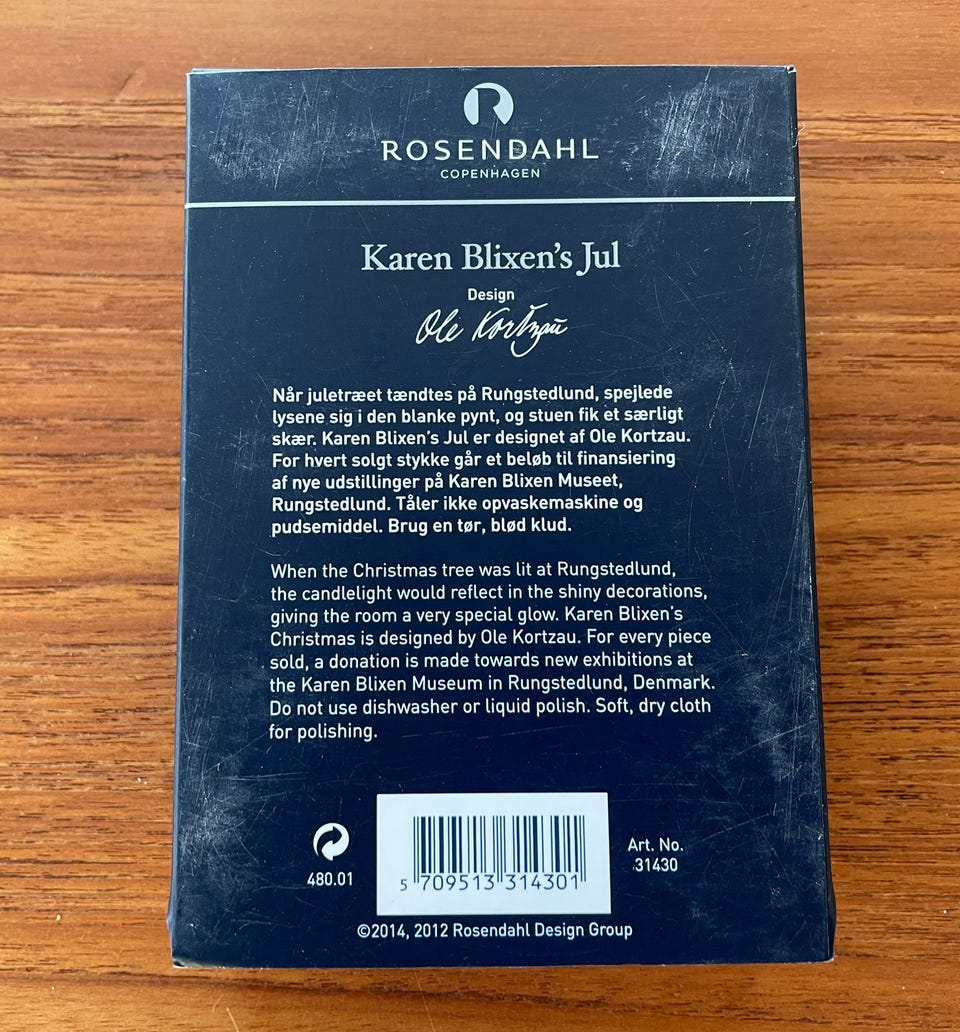 R
ROSENDAHL
COPENHAGEN
Karen Blixen's Jul
Design
Ole Kortzau
Når juletræet tændtes på Rungstedlund, spejlede
lysene sig i den blanke pynt, og stuen fik et særligt
skær. Karen Blixen's Jul er designet af Ole Kortzau.
For hvert solgt stykke går et beløb til finansiering
af nye udstillinger på Karen Blixen Museet,
Rungstedlund. Tåler ikke opvaskemaskine og
pudsemiddel. Brug en tør, blød klud.
When the Christmas tree was lit at Rungstedlund,
the candlelight would reflect in the shiny decorations,
giving the room a very special glow. Karen Blixen's
Christmas is designed by Ole Kortzau. For every piece
sold, a donation is made towards new exhibitions at
the Karen Blixen Museum in Rungstedlund, Denmark.
Do not use dishwasher or liquid polish. Soft, dry cloth
for polishing.
480.01
5 709513 314301
Art. No.
31430
©2014, 2012 Rosendahl Design Group